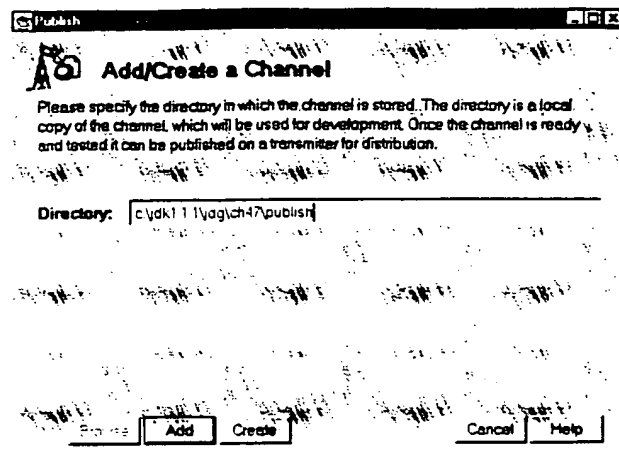 Publish
Add/Create a Channel
Please specify the directory in which the channel is stored. The directory is a local
copy of the channel, which will be used for development. Once the channel is ready
and tested it can be published on a transmitter for distribution.
Directory: c:\jdk1.1.1\jdg\ch47\publish
Add Create Cancel Help